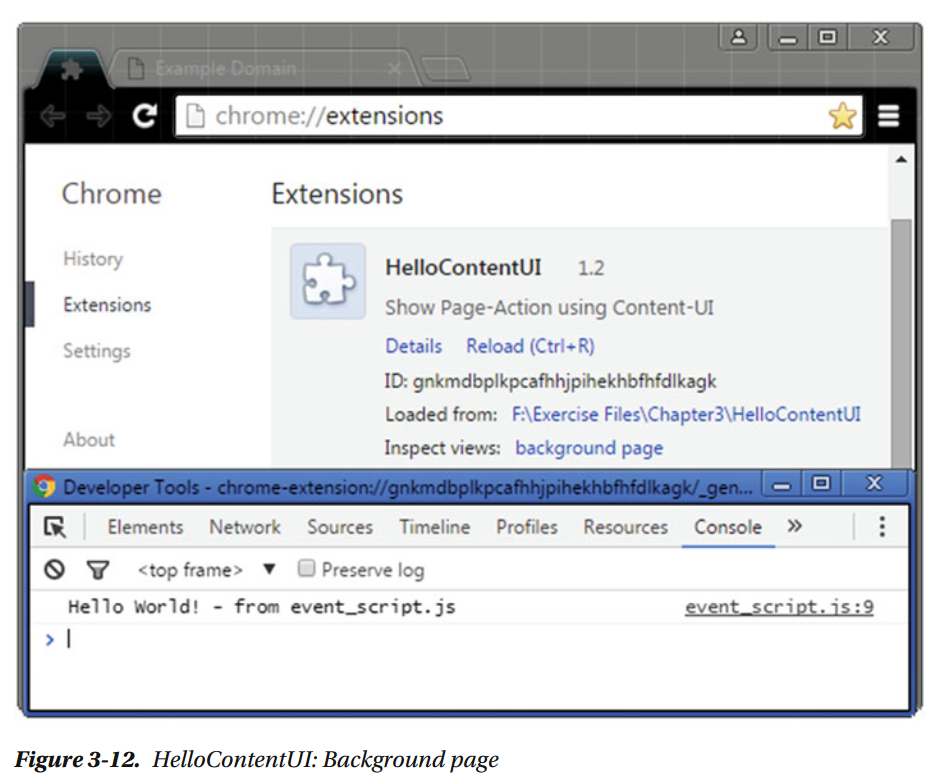 Example Domain
chrome://extensions
Chrome
Extensions
History
Extensions
Settings
About
HelloContentUI 1.2
Show Page-Action using Content-UI
Details Reload (Ctrl+R)
ID: gnkmdbplkpcafhhjpihekhbfhfdlkagk
Loaded from: F:\Exercise Files\Chapter3\HelloContentUI
Inspect views: background page
Developer Tools - chrome-extension://gnkmdbplkpcafhhjpihekhbfhfdlkagk/_gen...
Elements Network Sources Timeline Profiles Resources Console »
<top frame> ▼ Preserve log
Hello World! - from event_script.js event_script.js:9
>
Figure 3-12. HelloContentUI: Background page